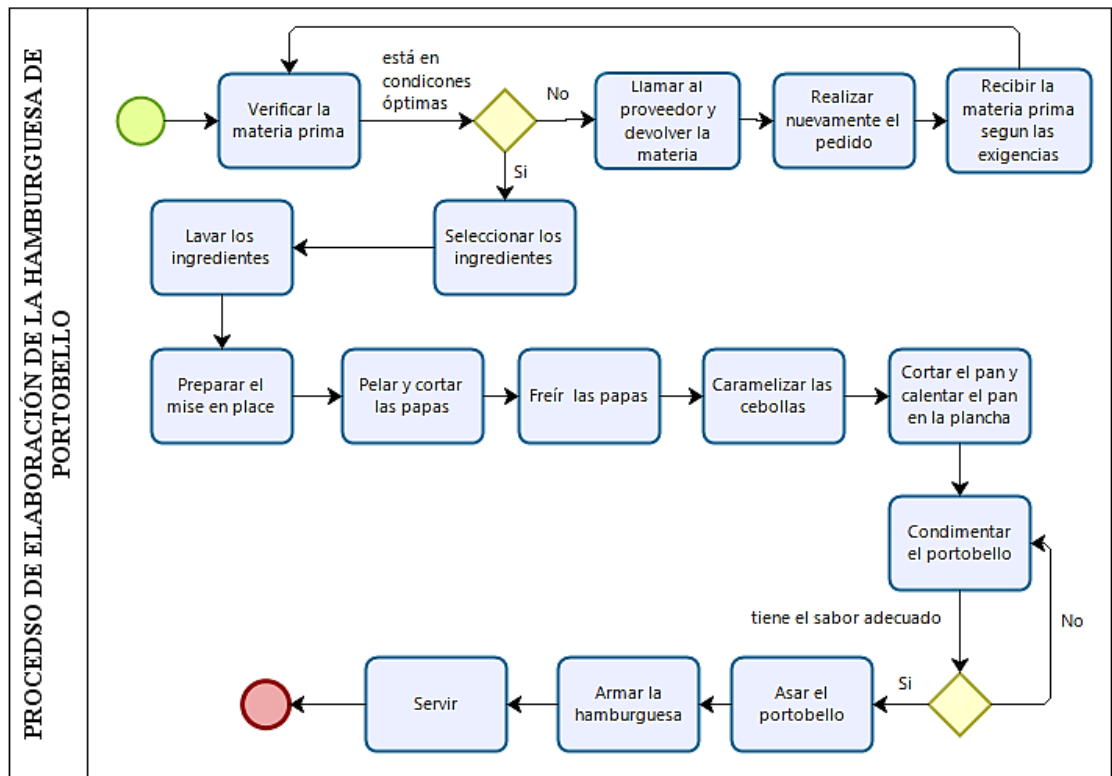 PROCEDSO DE ELABORACIÓN DE LA HAMBURGUESA DE
PORTOBELLO
Verificar la
materia prima
está en
condicones
óptimas
No
Llamar al
proveedor y
devolver la
materia
Realizar
nuevamente el
pedido
Recibir la
materia prima
segun las
exigencias
Si
Seleccionar los
ingredientes
Lavar los
ingredientes
Preparar el
mise en place
Pelar y cortar
las papas
Freír las papas
Caramelizar las
cebollas
Cortar el pan y
calentar el pan
en la plancha
Condimentar
el portobello
tiene el sabor adecuado
No
Si
Asar el
portobello
Armar la
hamburguesa
Servir